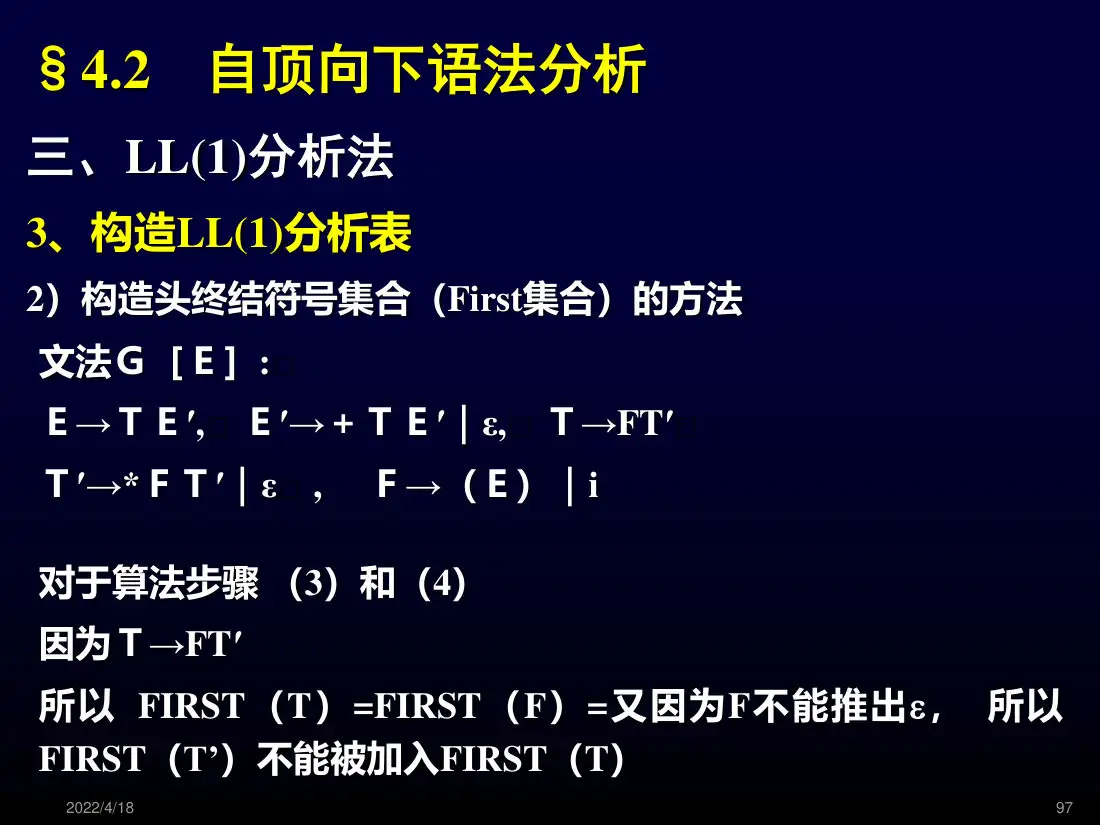 §4.2 自顶向下语法分析
三、LL(1)分析法
3、构造LL(1)分析表
2）构造头终结符号集合（First集合）的方法
文法Ｇ［Ｅ］:
Ｅ→ＴＥ′, Ｅ′→＋ＴＥ′｜ε, Ｔ→FT′
Ｔ′→*ＦＴ′｜ε , Ｆ→（Ｅ）｜i
对于算法步骤（3）和（4）
因为Ｔ→FT′
所以 FIRST（T）=FIRST（F）=又因为F不能推出ε， 所以
FIRST（T’）不能被加入FIRST（T）
2022/4/18
97